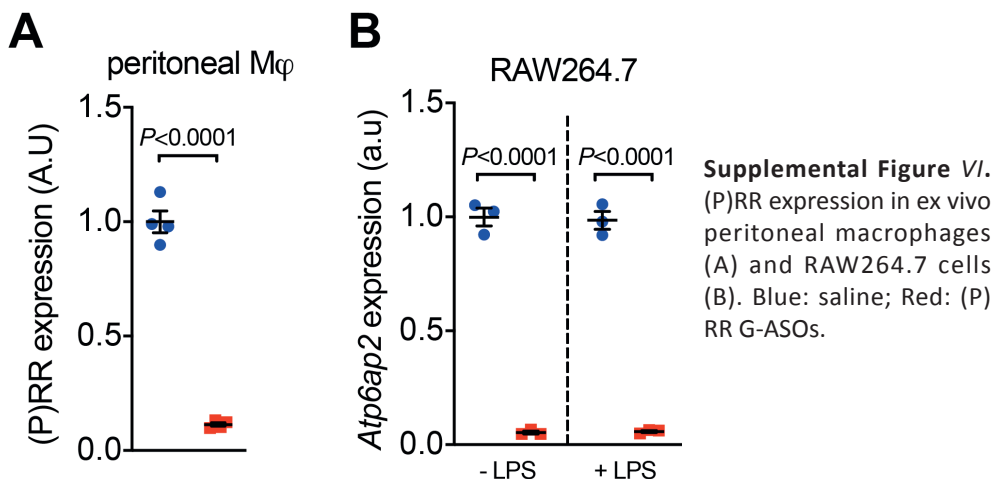 A
peritoneal Mφ
(P)RR expression (A.U)
1.5
1.0
0.5
0.0
P<0.0001
B
RAW264.7
Atp6ap2 expression (a.u)
1.5
1.0
0.5
0.0
P<0.0001
P<0.0001
- LPS
+ LPS
Supplemental Figure VI.
(P)RR expression in ex vivo
peritoneal macrophages
(A) and RAW264.7 cells
(B). Blue: saline; Red: (P)
RR G-ASOs.